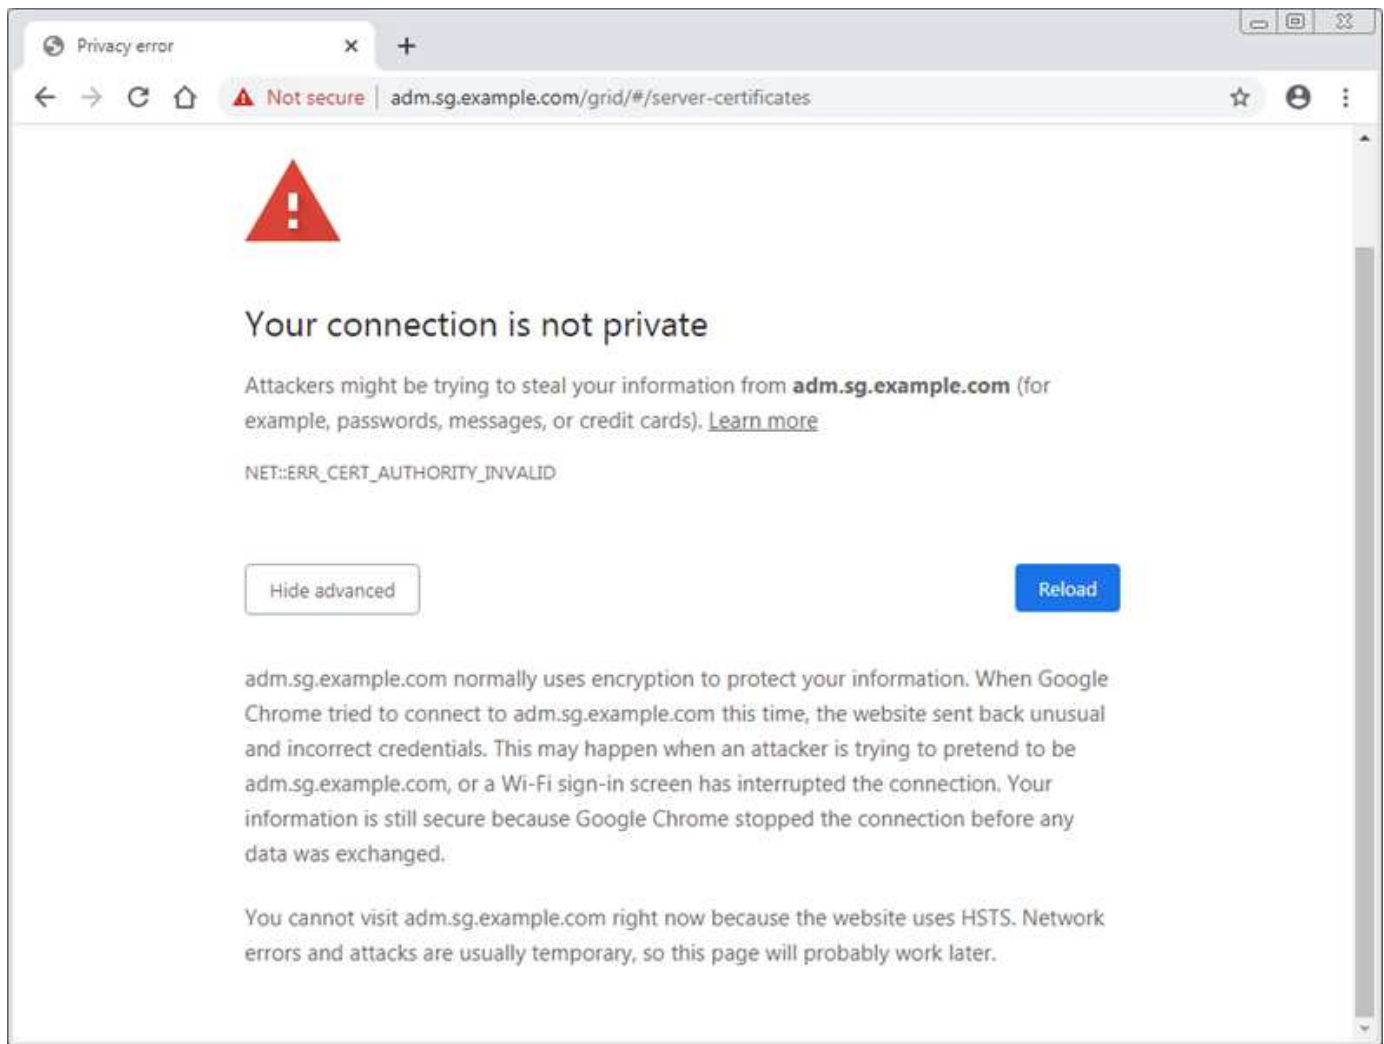 Privacy error
Not secure adm.sg.example.com/grid/#/server-certificates
Your connection is not private
Attackers might be trying to steal your information from adm.sg.example.com (for
example, passwords, messages, or credit cards). Learn more
NET::ERR_CERT_AUTHORITY_INVALID
Hide advanced
Reload
adm.sg.example.com normally uses encryption to protect your information. When Google
Chrome tried to connect to adm.sg.example.com this time, the website sent back unusual
and incorrect credentials. This may happen when an attacker is trying to pretend to be
adm.sg.example.com, or a Wi-Fi sign-in screen has interrupted the connection. Your
information is still secure because Google Chrome stopped the connection before any
data was exchanged.
You cannot visit adm.sg.example.com right now because the website uses HSTS. Network
errors and attacks are usually temporary, so this page will probably work later.